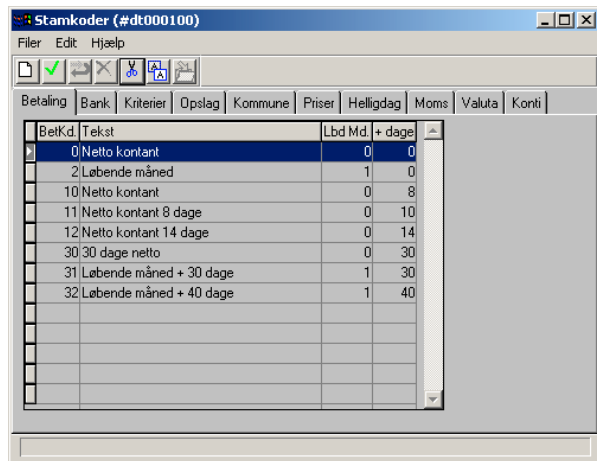 Stamkoder (#dt000100)
Filer Edit Hjælp
Betaling Bank Kriterier Opslag Kommune Priser Helligdag Moms Valuta Konti
BetKd. Tekst Lbd Md. + dage
0 Netto kontant 0 0
2 Løbende måned 1 0
10 Netto kontant 0 8
11 Netto kontant 8 dage 0 10
12 Netto kontant 14 dage 0 14
30 30 dage netto 0 30
31 Løbende måned + 30 dage 1 30
32 Løbende måned + 40 dage 1 40